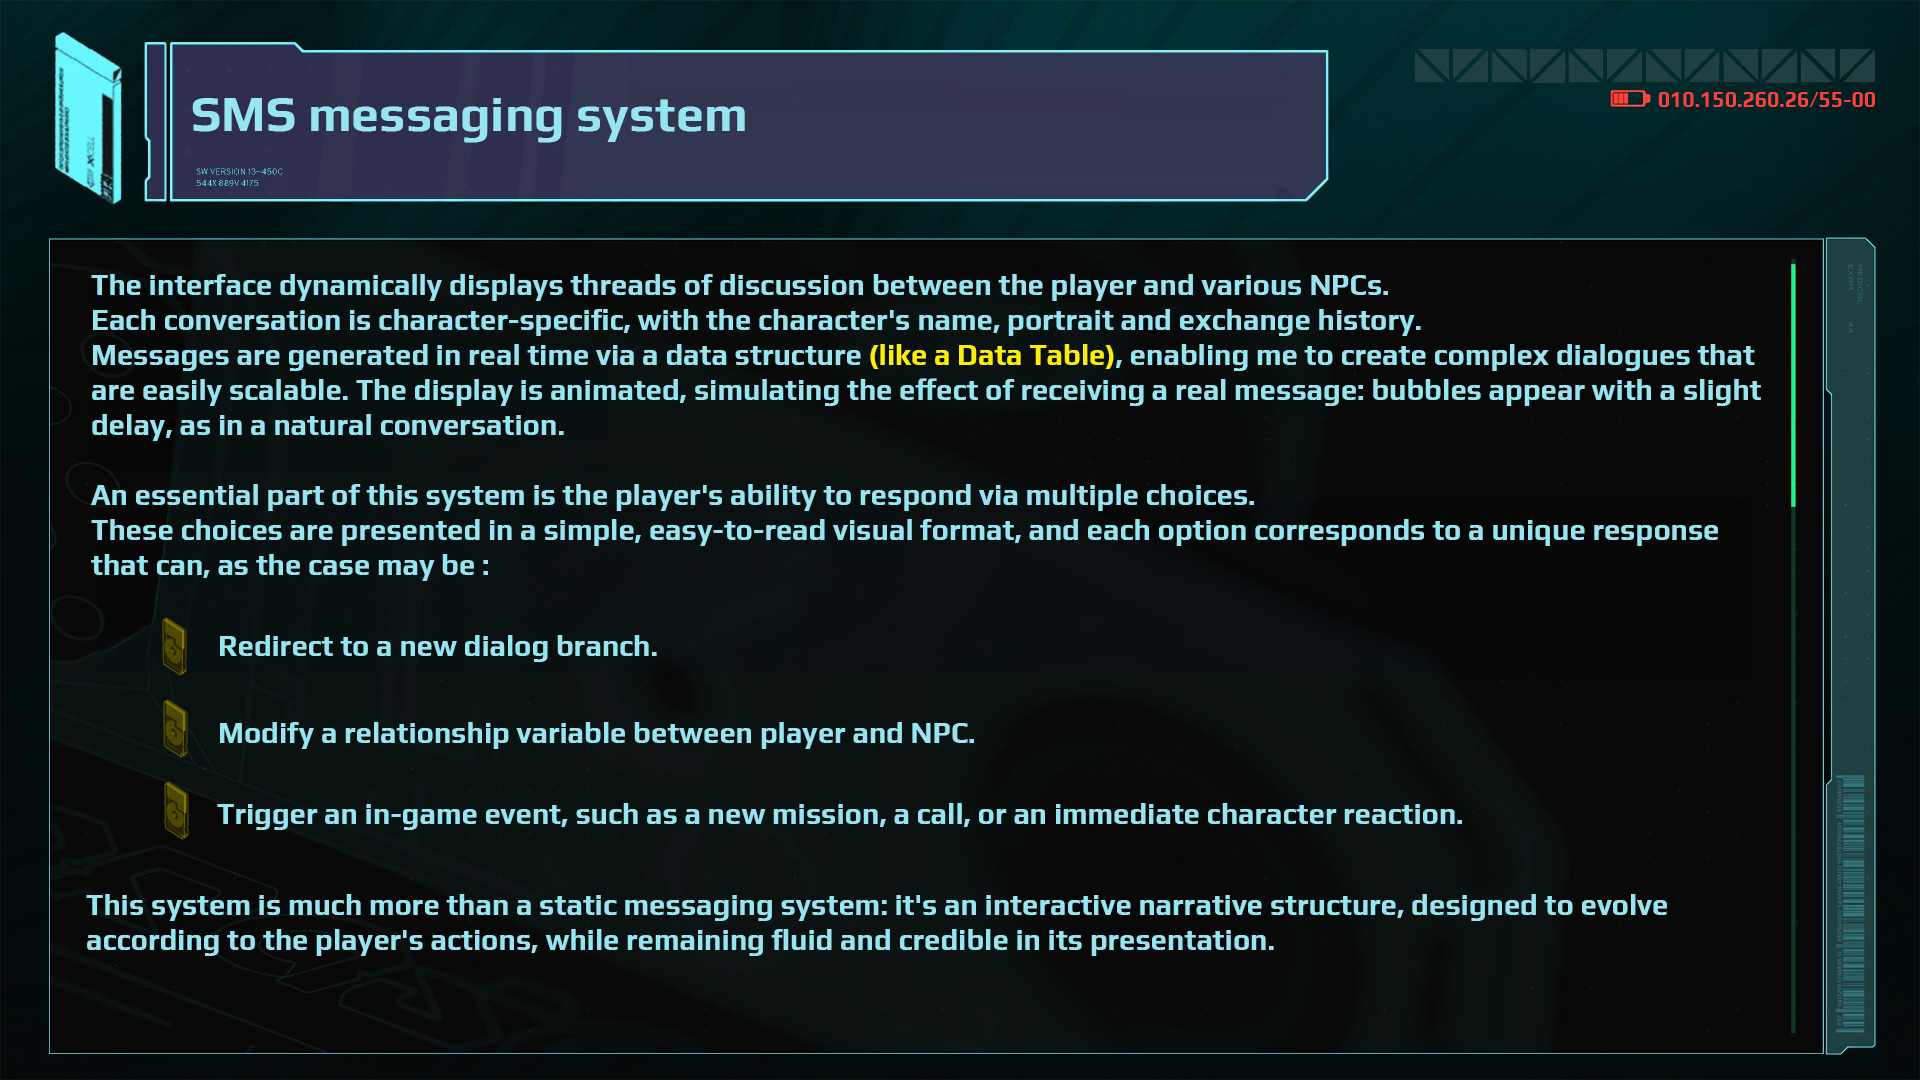 SMS messaging system
SW VERSION 13-450C
544X 889V 4175
010.150.260.26/55-00
The interface dynamically displays threads of discussion between the player and various NPCs.
Each conversation is character-specific, with the character's name, portrait and exchange history.
Messages are generated in real time via a data structure (like a Data Table), enabling me to create complex dialogues that
are easily scalable. The display is animated, simulating the effect of receiving a real message: bubbles appear with a slight
delay, as in a natural conversation.
An essential part of this system is the player's ability to respond via multiple choices.
These choices are presented in a simple, easy-to-read visual format, and each option corresponds to a unique response
that can, as the case may be :
Redirect to a new dialog branch.
Modify a relationship variable between player and NPC.
Trigger an in-game event, such as a new mission, a call, or an immediate character reaction.
This system is much more than a static messaging system: it's an interactive narrative structure, designed to evolve
according to the player's actions, while remaining fluid and credible in its presentation.
MEDICAL
EXAM 44